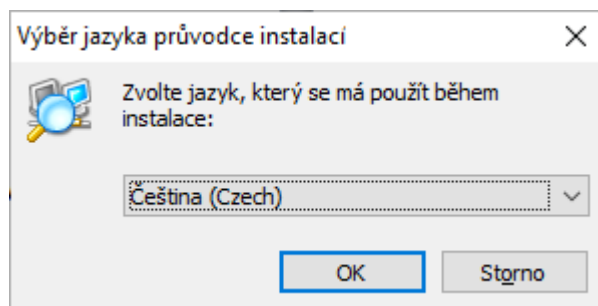 Výběr jazyka průvodce instalací
Zvolte jazyk, který se má použít během
instalace:
Čeština (Czech)
OK
Storno